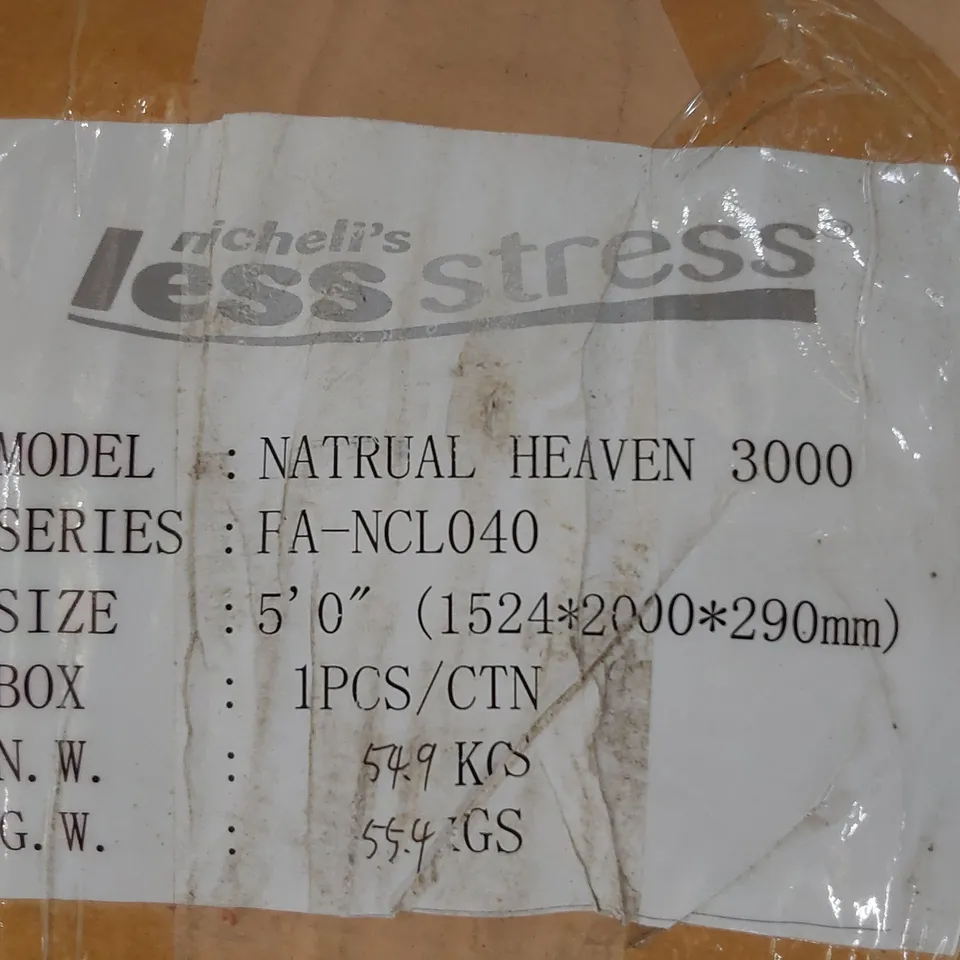 nicheli's
less stress®
MODEL : NATRUAL HEAVEN 3000
SERIES : FA-NCL040
SIZE : 5'0" (1524*2000*290mm)
BOX : 1PCS/CTN
N. W. : 54.9 KGS
G. W. : 55.4 KGS